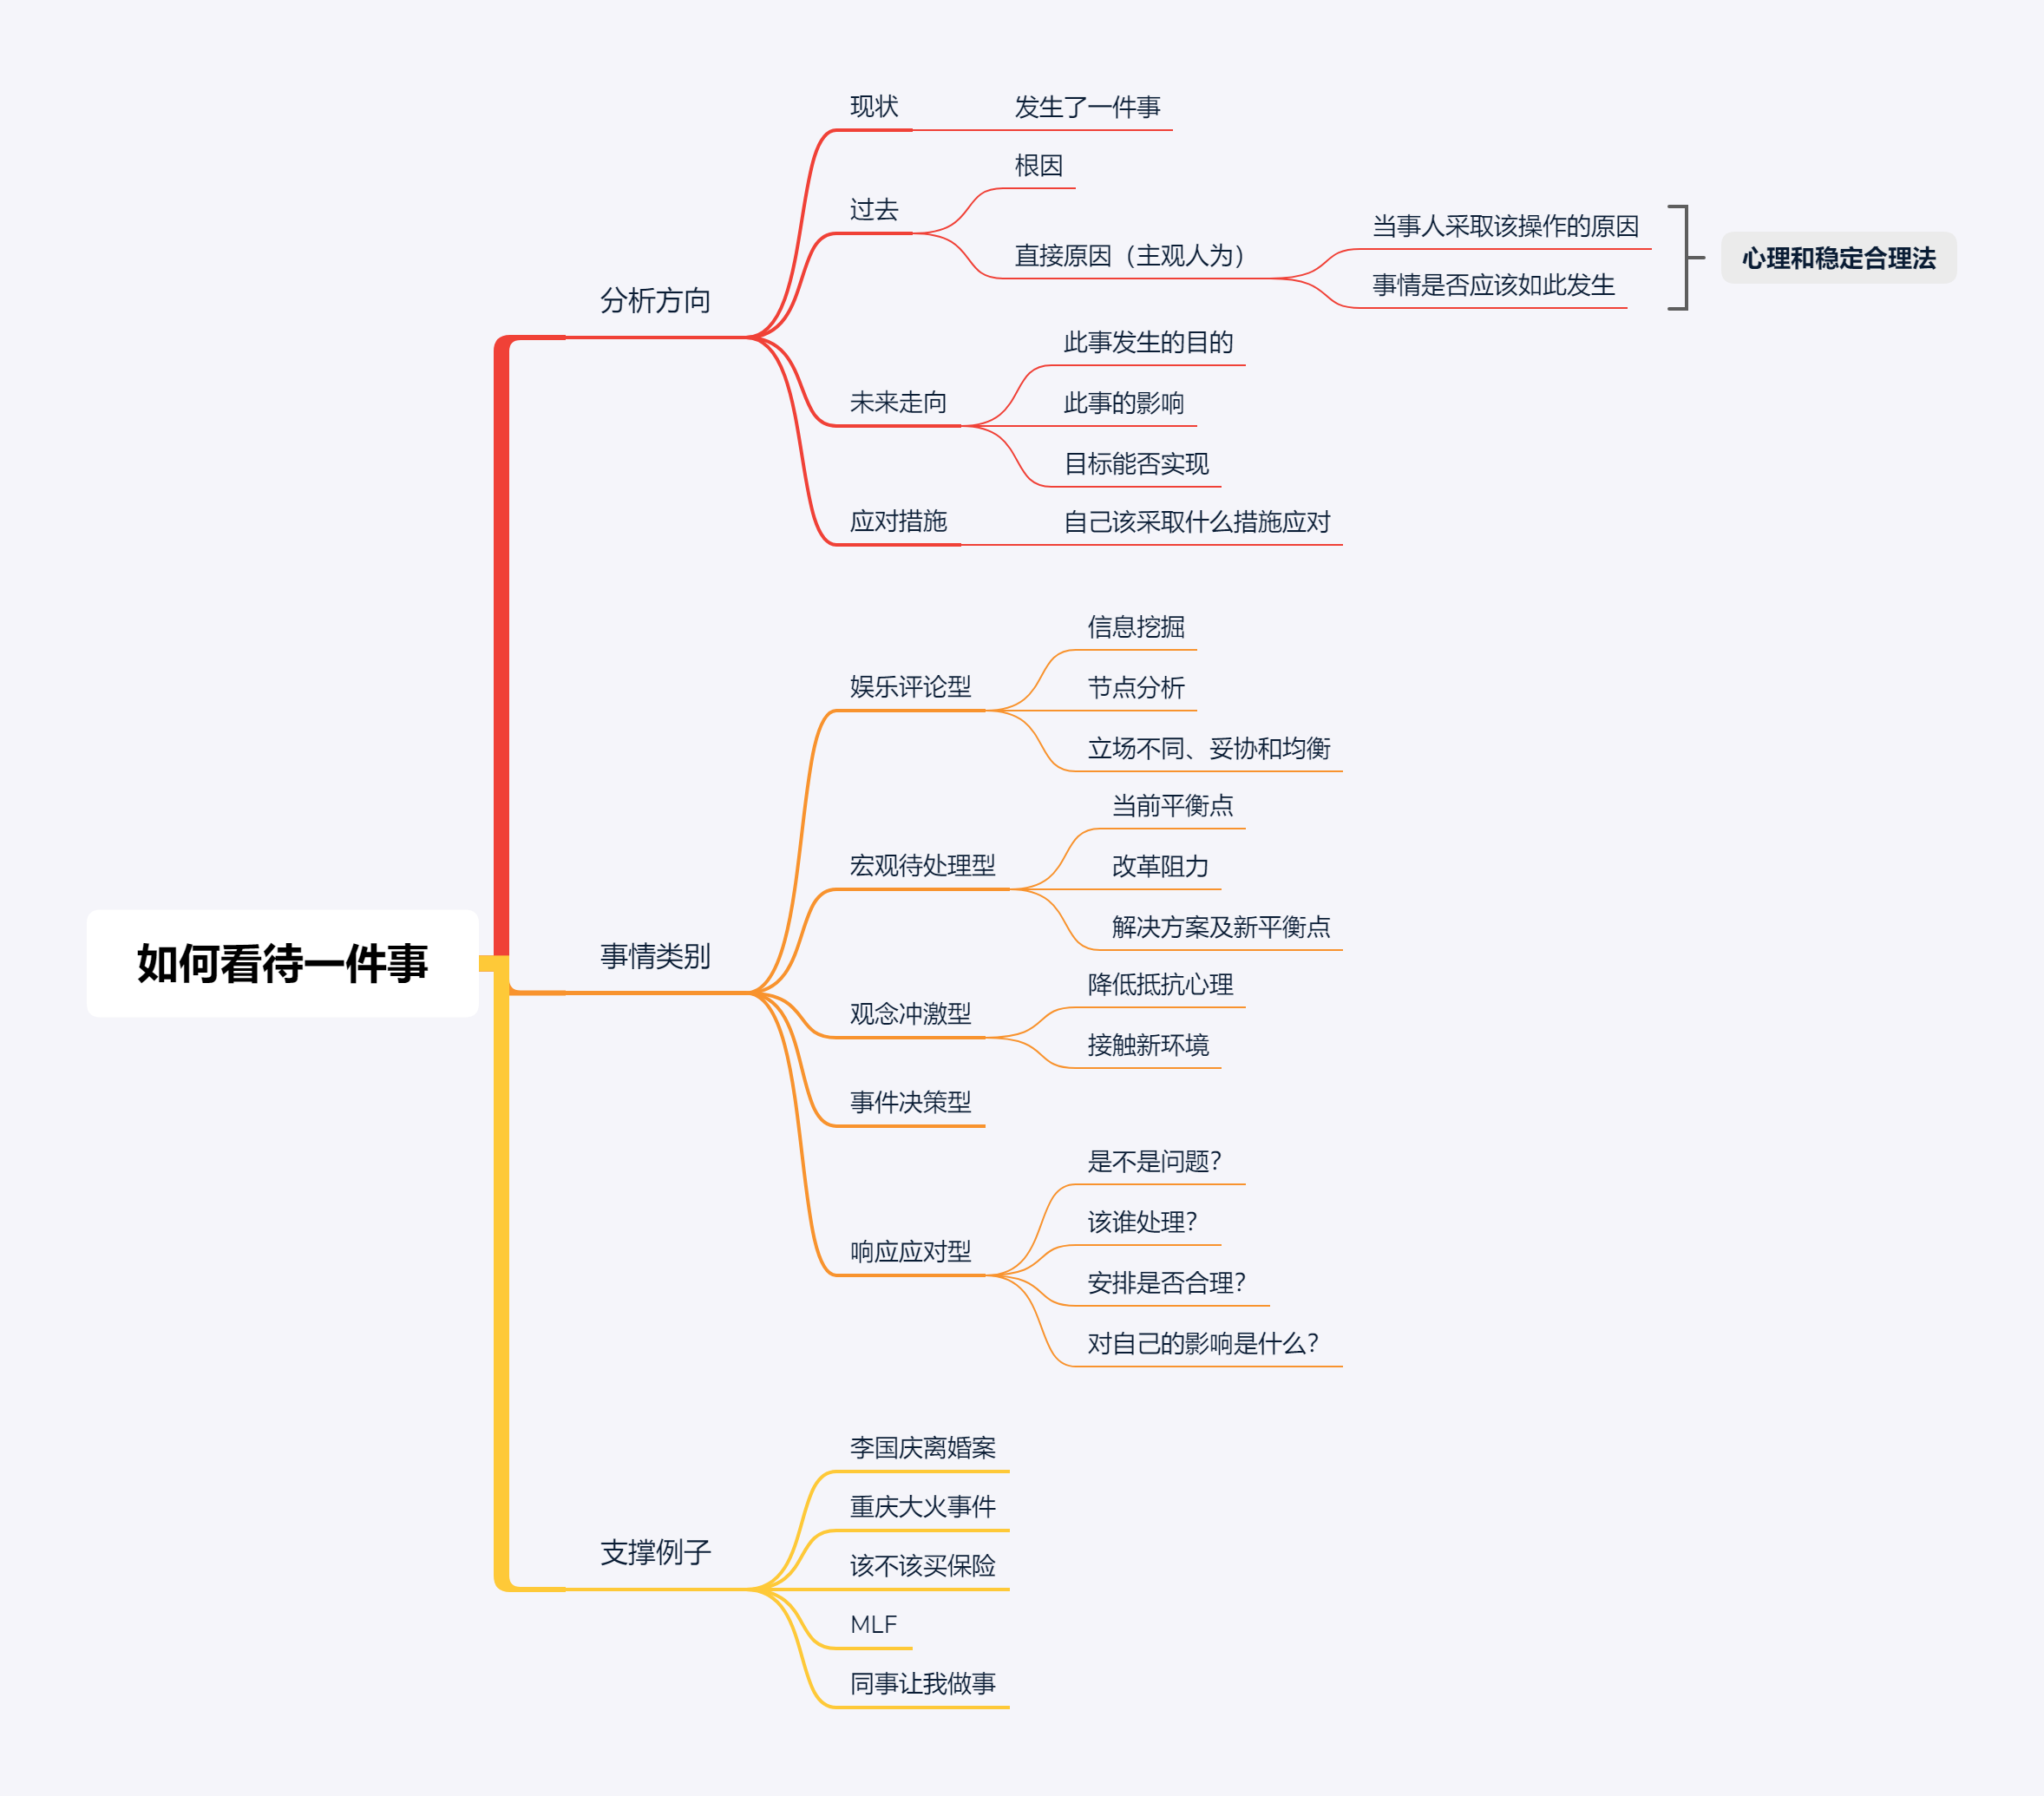 如何看待一件事
分析方向
现状
发生了一件事
过去
根因
直接原因（主观人为）
当事人采取该操作的原因
事情是否应该如此发生
心理和稳定合理法
未来走向
此事发生的目的
此事的影响
目标能否实现
应对措施
自己该采取什么措施应对
事情类别
娱乐评论型
信息挖掘
节点分析
立场不同、妥协和均衡
宏观待处理型
当前平衡点
改革阻力
解决方案及新平衡点
观念冲激型
降低抵抗心理
接触新环境
事件决策型
响应应对型
是不是问题？
该谁处理？
安排是否合理？
对自己的影响是什么？
支撑例子
李国庆离婚案
重庆大火事件
该不该买保险
MLF
同事让我做事